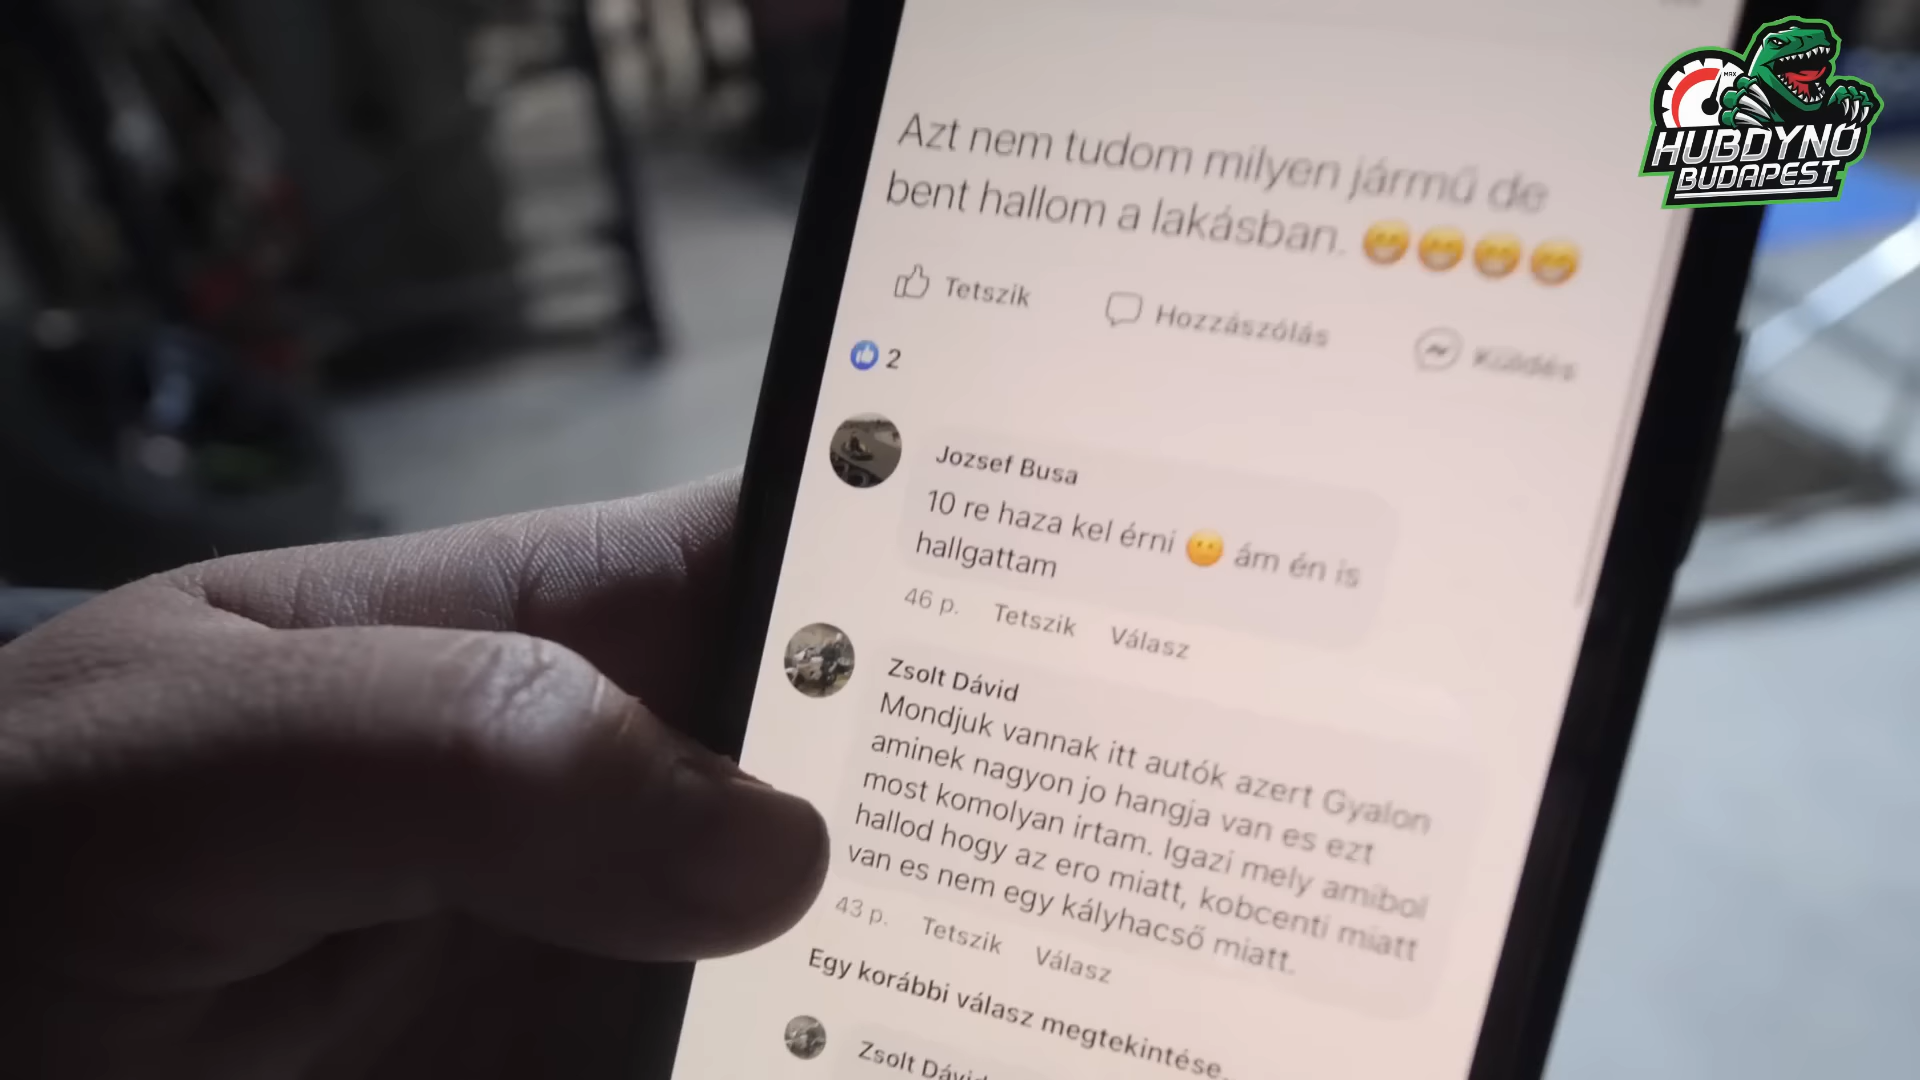 MAX
HUBDYNO
BUDAPEST
Azt nem tudom milyen jármű de
bent hallom a lakásban. 😁😁😁😁
Tetszik
Hozzászólás
Küldés
2
Jozsef Busa
10 re haza kel érni 🙂 ám én is
hallgattam
46 p.
Tetszik
Válasz
Zsolt Dávid
Mondjuk vannak itt autók azert Gyalon
aminek nagyon jo hangja van es ezt
most komolyan irtam. Igazi mely amibol
hallod hogy az ero miatt, kobcenti miatt
van es nem egy kályhacső miatt.
43 p.
Tetszik
Válasz
Egy korábbi válasz megtekintése...
Zsolt Dávid